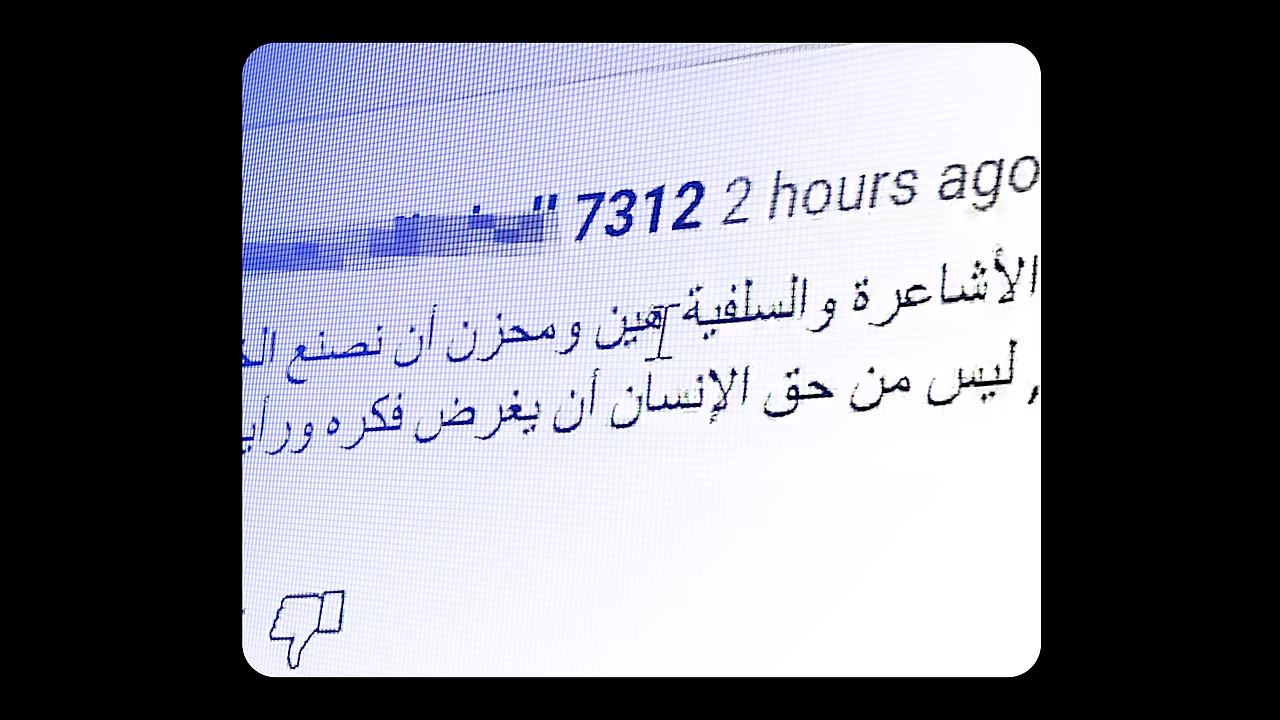 7312 2 hours ago
الأشاعرة والسلفية هين ومحزن أن نصنع
ليس من حق الإنسان أن يغرض فكره